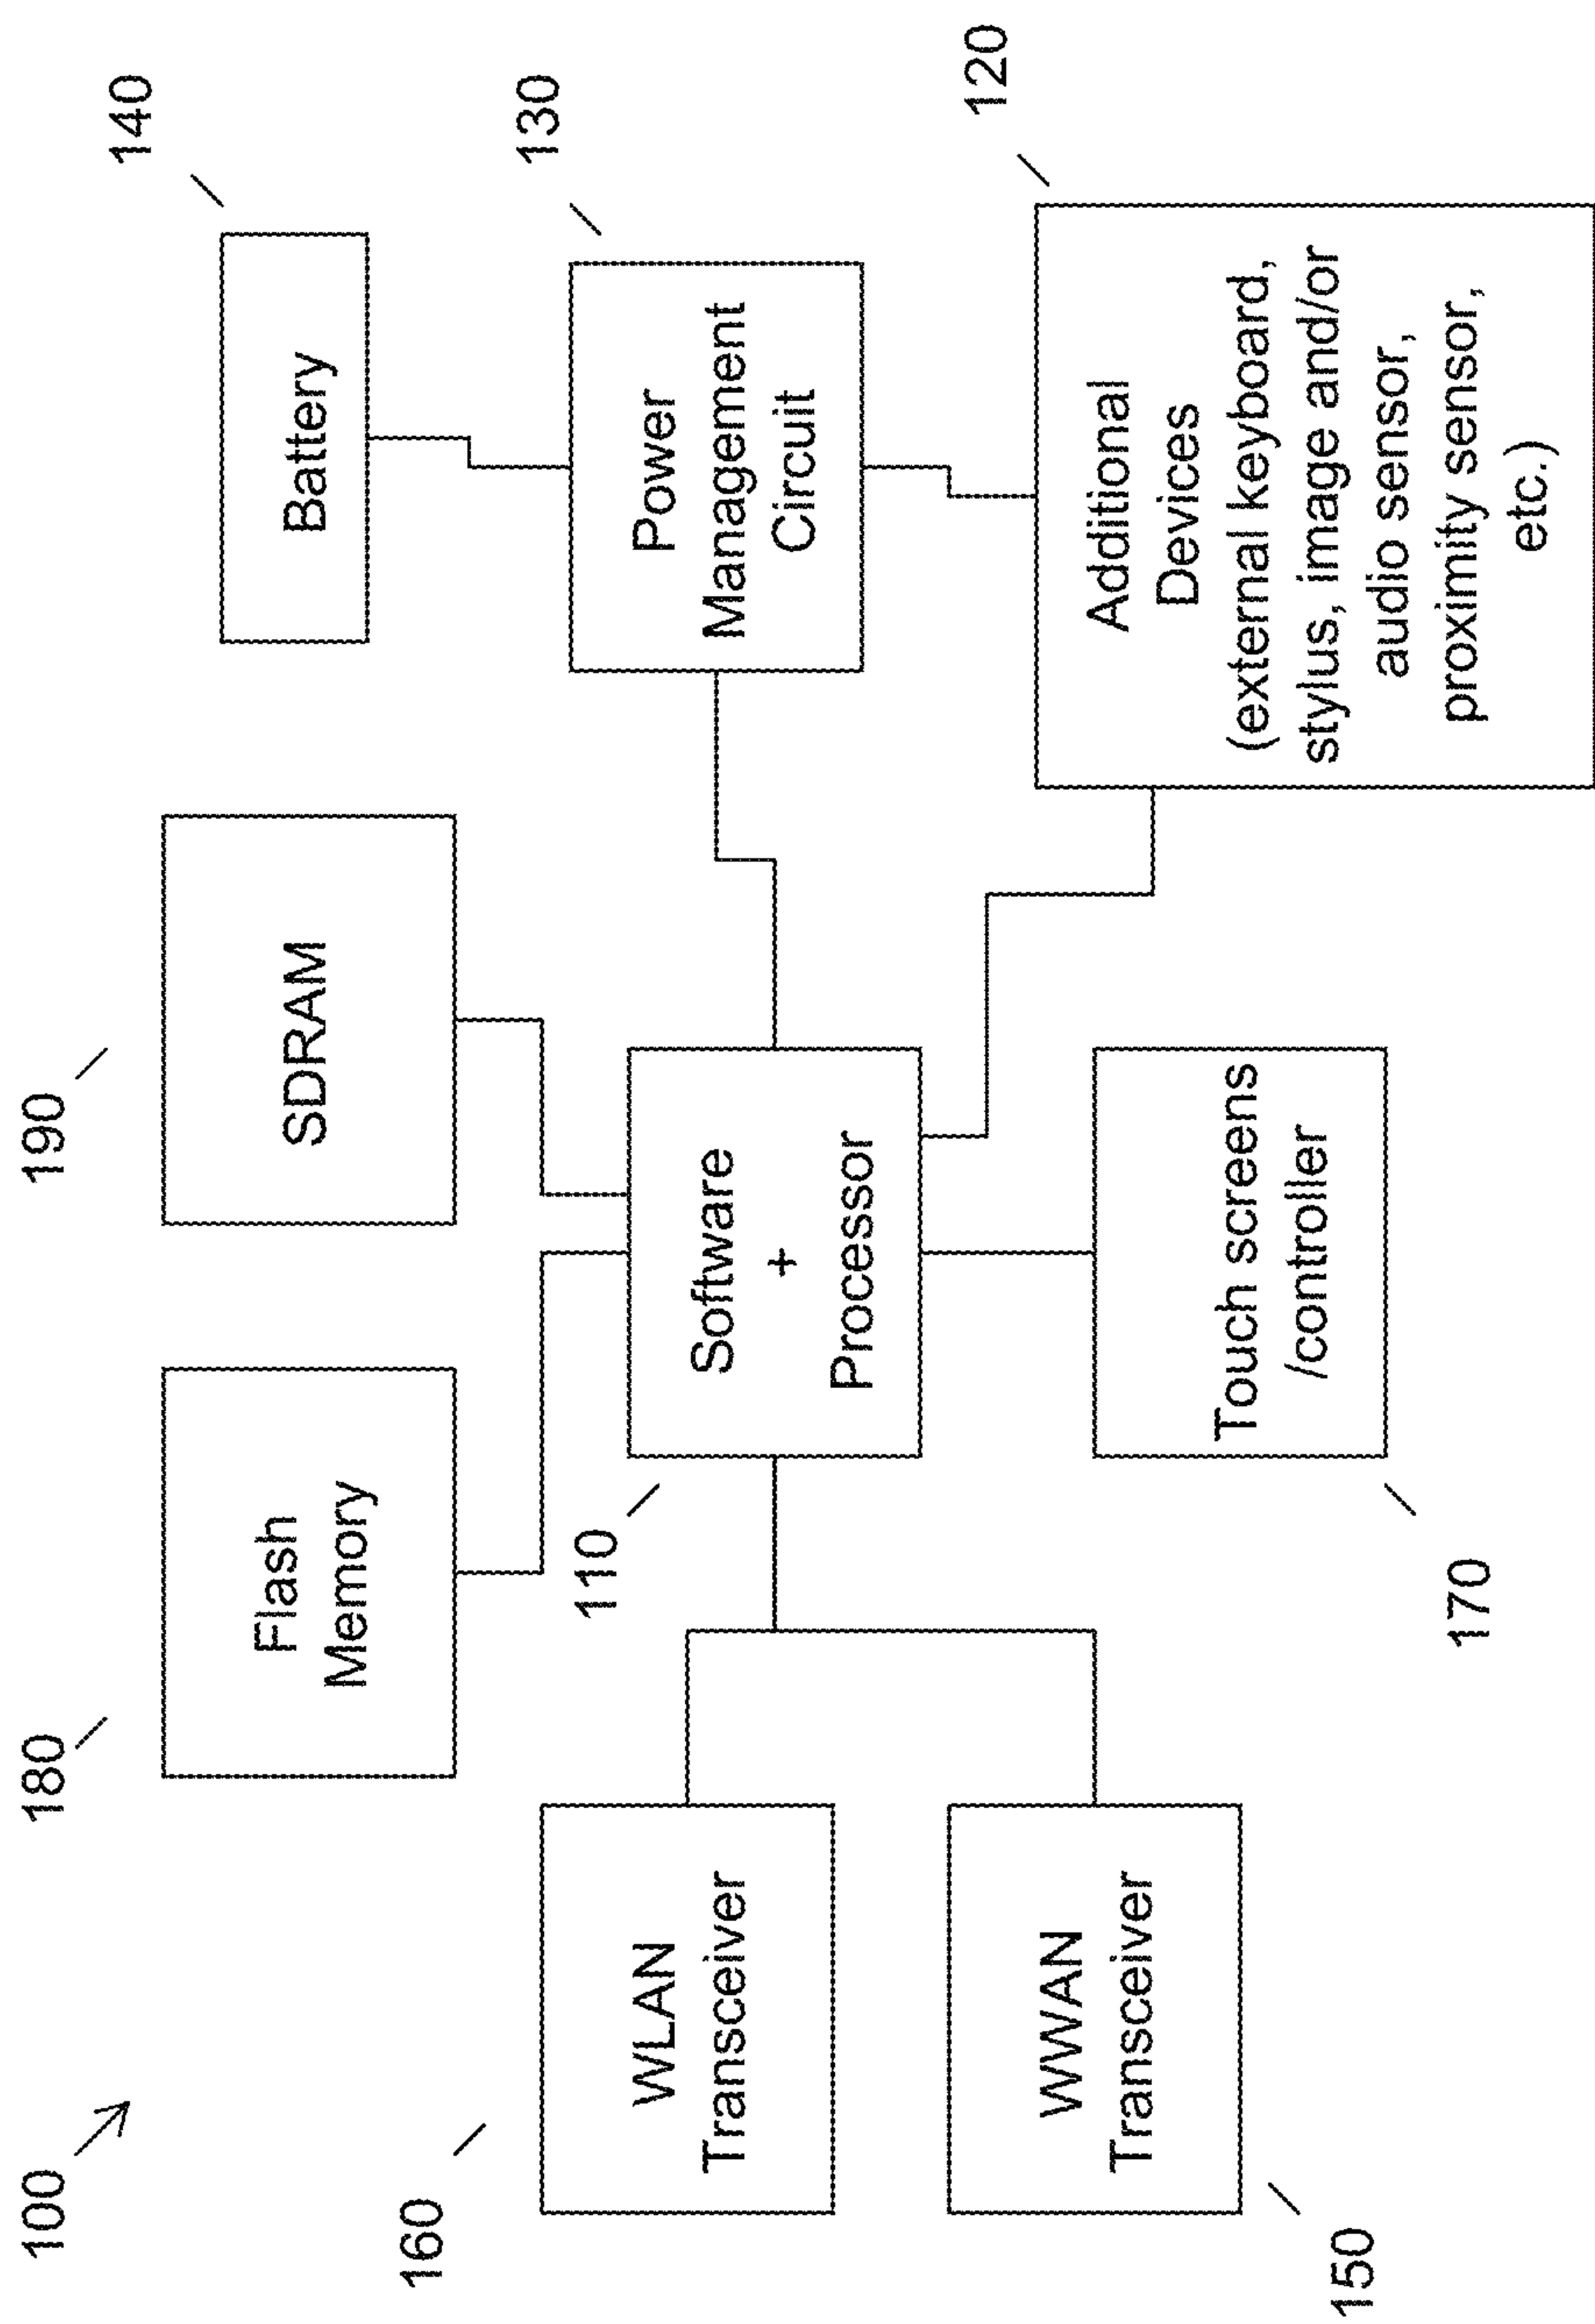 100
180
190
140
Flash
Memory
SDRAM
Battery
160
WLAN
Transceiver
110
Software
+
Processor
130
Power
Management
Circuit
150
WWAN
Transceiver
170
Touch screens
/controller
120
Additional
Devices
(external keyboard,
stylus, image and/or
audio sensor,
proximity sensor,
etc.)